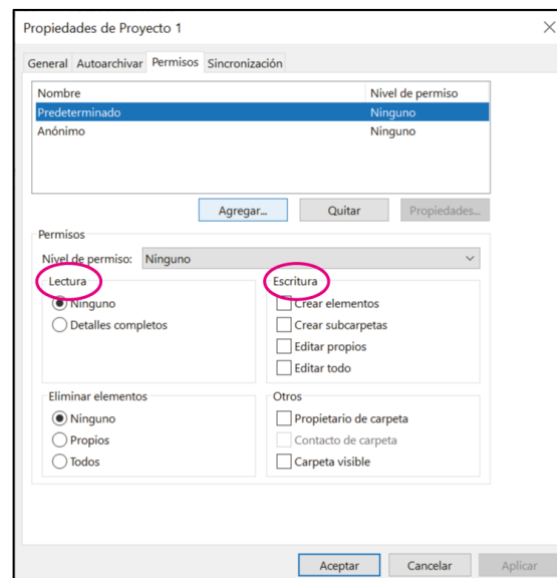 Propiedades de Proyecto 1
General Autoarchivar Permisos Sincronización
Nombre Nivel de permiso
Predeterminado Ninguno
Anónimo Ninguno
Agregar... Quitar Propiedades...
Permisos
Nivel de permiso: Ninguno
Lectura
Ninguno
Detalles completos
Escritura
Crear elementos
Crear subcarpetas
Editar propios
Editar todo
Eliminar elementos
Ninguno
Propios
Todos
Otros
Propietario de carpeta
Contacto de carpeta
Carpeta visible
Aceptar Cancelar Aplicar